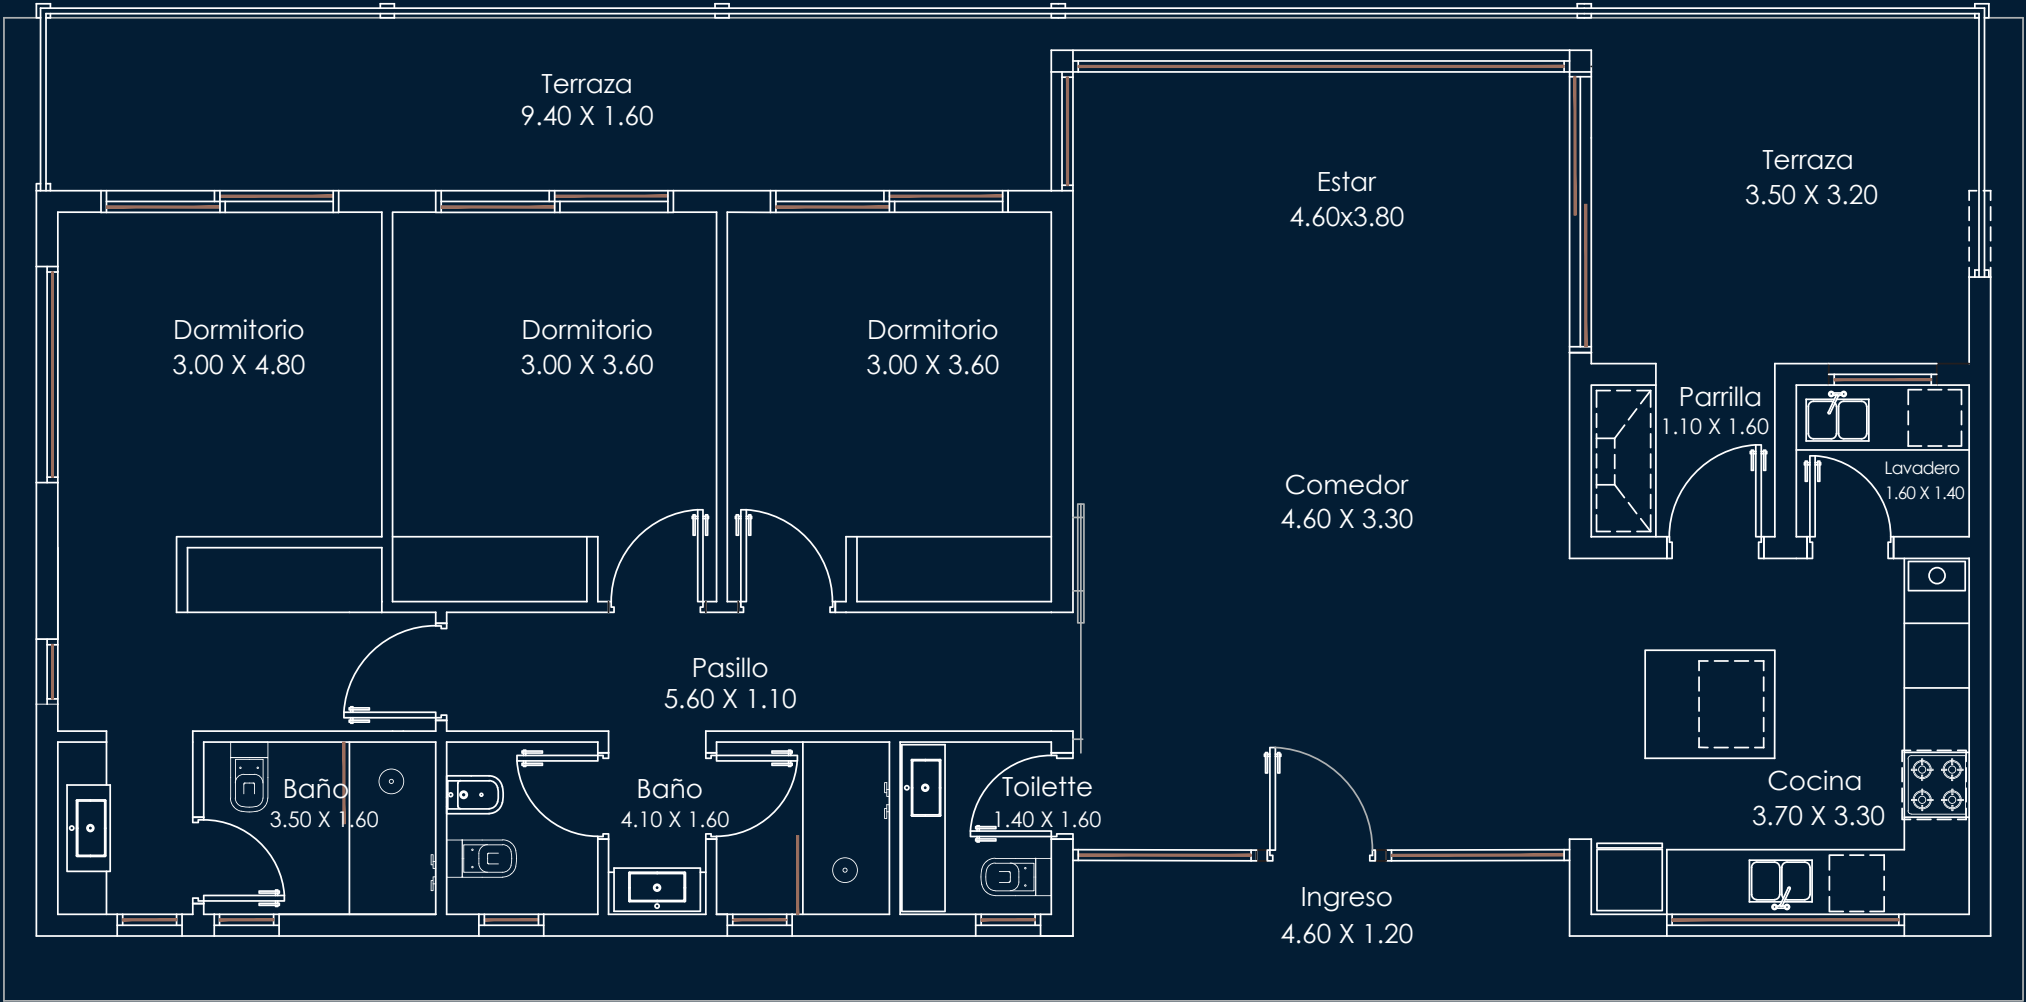 Terraza
9.40 X 1.60
Terraza
3.50 X 3.20
Estar
4.60x3.80
Dormitorio
3.00 X 4.80
Dormitorio
3.00 X 3.60
Dormitorio
3.00 X 3.60
Parrilla
1.10 X 1.60
Lavadero
1.60 X 1.40
Comedor
4.60 X 3.30
Pasillo
5.60 X 1.10
Baño
3.50 X 1.60
Baño
4.10 X 1.60
Toilette
1.40 X 1.60
Cocina
3.70 X 3.30
Ingreso
4.60 X 1.20